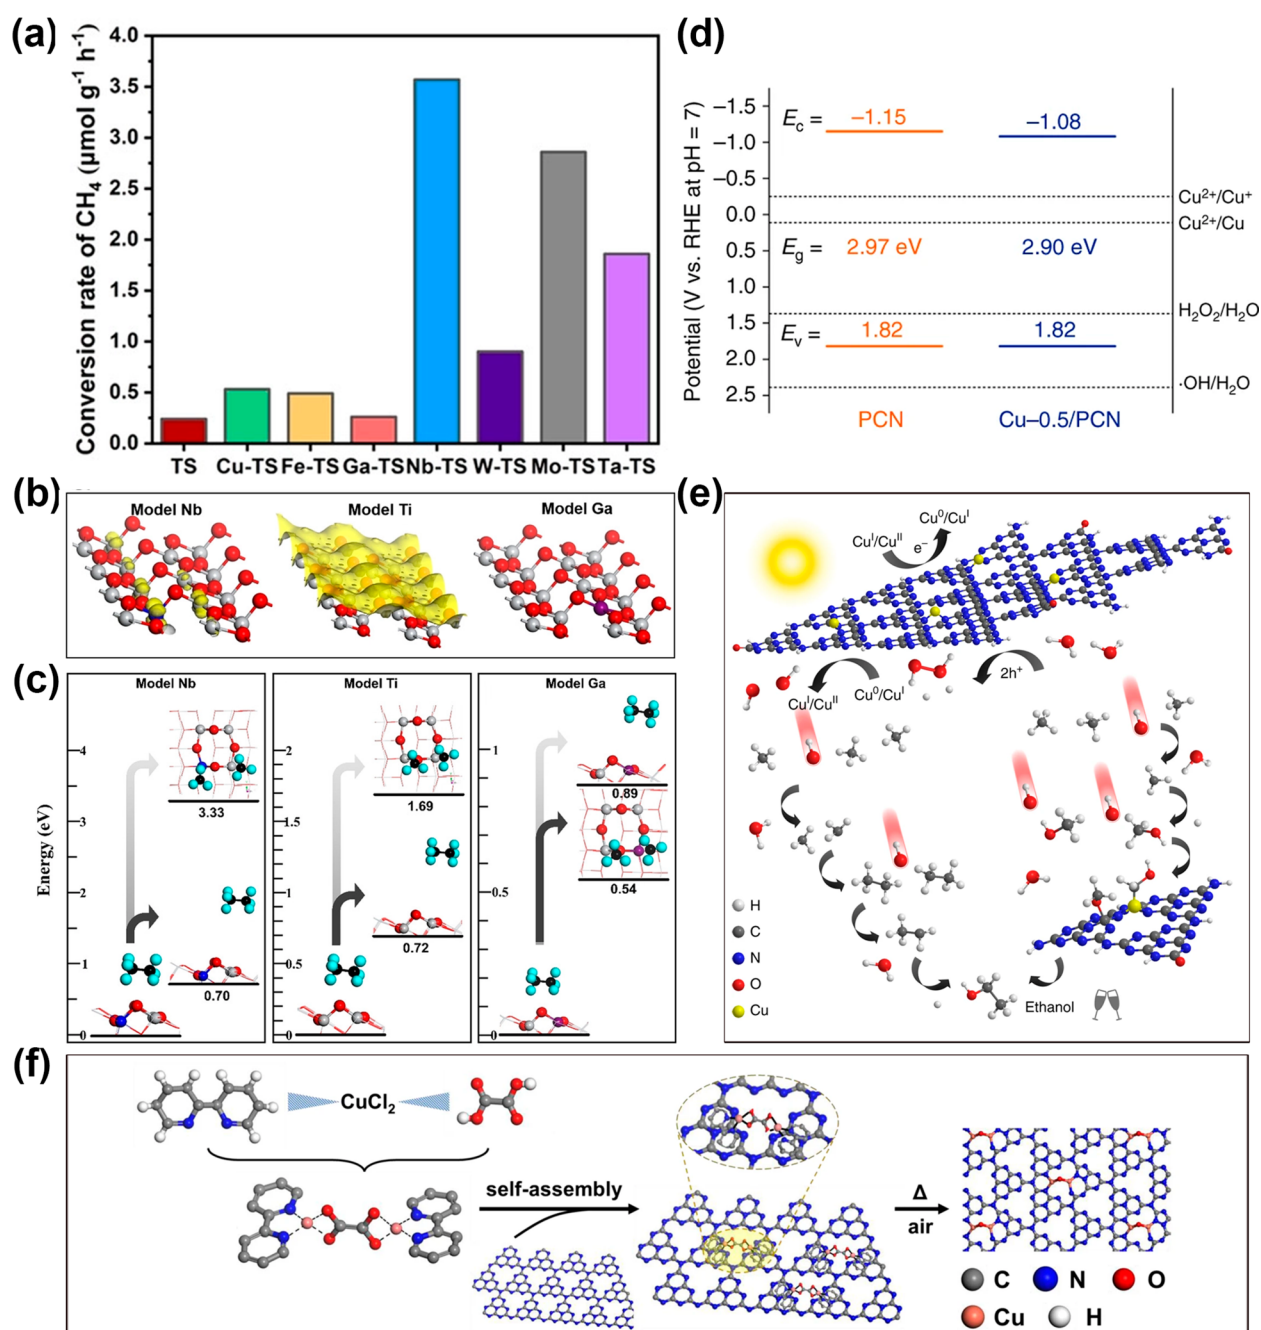 (a)
Conversion rate of CH₄ (μmol g⁻¹ h⁻¹)
4.0
3.5
3.0
2.5
2.0
1.5
1.0
0.5
0.0
TS Cu-TS Fe-TS Ga-TS Nb-TS W-TS Mo-TS Ta-TS
(d)
Potential (V vs. RHE at pH = 7)
−1.5
−1.0
−0.5
0.0
0.5
1.0
1.5
2.0
2.5
E_c = −1.15 −1.08
Cu²⁺/Cu⁺
Cu²⁺/Cu
E_g = 2.97 eV 2.90 eV
H₂O₂/H₂O
E_v = 1.82 1.82
·OH/H₂O
PCN Cu–0.5/PCN
(b)
Model Nb Model Ti Model Ga
(c)
Model Nb Model Ti Model Ga
Energy (eV)
4
3
2
1
0
3.33
0.70
2
1.5
1
0.5
0
1.69
0.72
1
0.5
0
0.89
0.54
(e)
Cu⁰/Cuᴵ
Cuᴵ/Cuᴵᴵ
e⁻
2h⁺
Cu⁰/Cuᴵ
Cuᴵ/Cuᴵᴵ
H
C
N
O
Cu
Ethanol
(f)
CuCl₂
self-assembly
Δ
air
C N O
Cu H